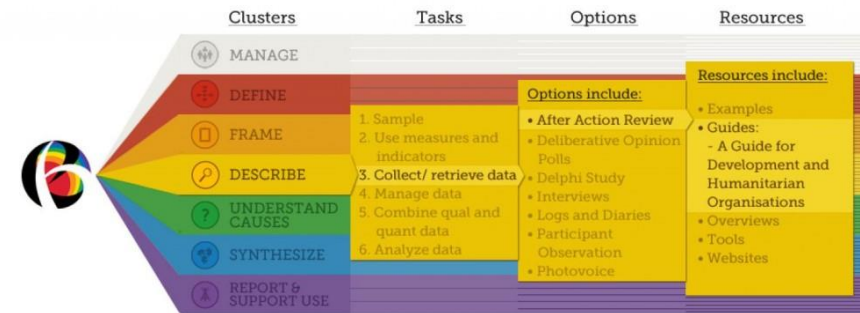 Clusters
Tasks
Options
Resources
MANAGE
DEFINE
FRAME
DESCRIBE
UNDERSTAND
CAUSES
SYNTHESIZE
REPORT &
SUPPORT USE
1. Sample
2. Use measures and
indicators
3. Collect/ retrieve data
4. Manage data
5. Combine qual and
quant data
6. Analyze data
Options include:
• After Action Review
• Deliberative Opinion
Polls
• Delphi Study
• Interviews
• Logs and Diaries
• Participant
Observation
• Photovoice
Resources include:
• Examples
• Guides:
- A Guide for
Development and
Humanitarian
Organisations
• Overviews
• Tools
• Websites